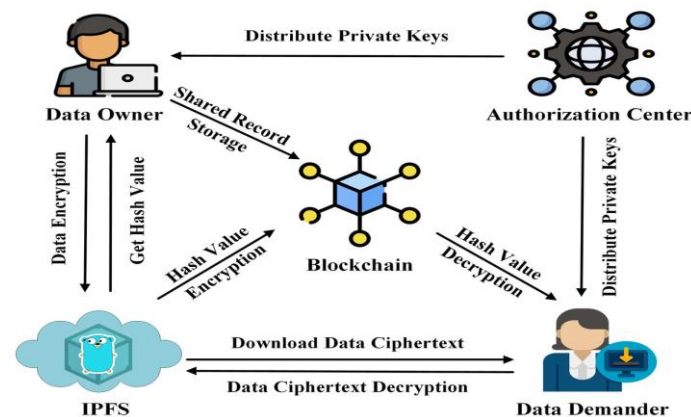 Distribute Private Keys
Data Owner
Authorization Center
Shared Record
Storage
Data Encryption
Get Hash Value
Distribute Private Keys
Blockchain
Hash Value
Encryption
Hash Value
Decryption
Download Data Ciphertext
Data Ciphertext Decryption
IPFS
Data Demander